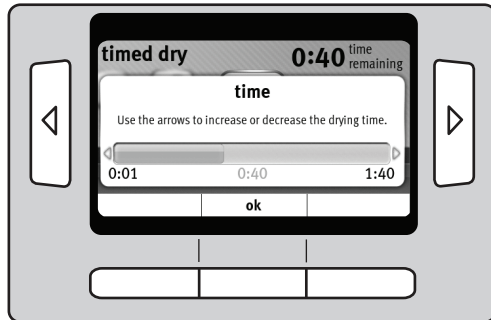 timed dry 0:40 time remaining
time
Use the arrows to increase or decrease the drying time.
0:01 0:40 1:40
ok